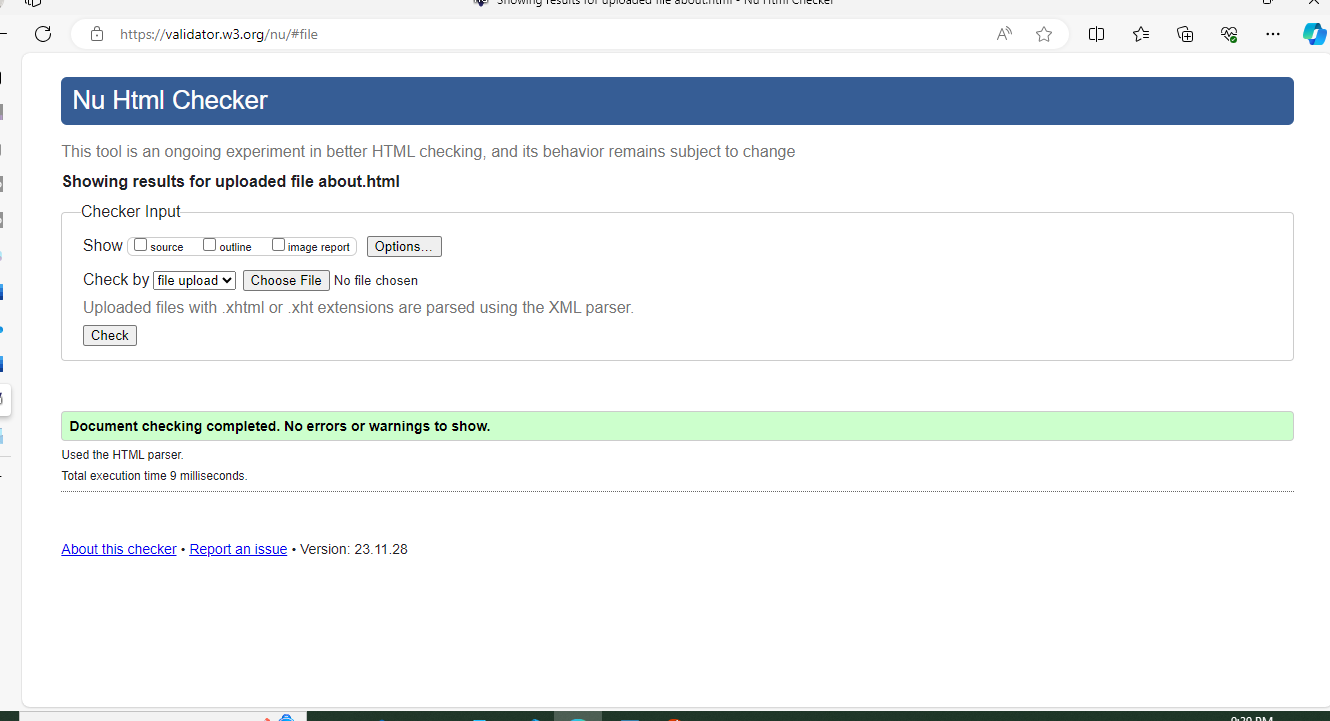 Showing results for uploaded file about.html - Nu Html Checker
https://validator.w3.org/nu/#file
Nu Html Checker
This tool is an ongoing experiment in better HTML checking, and its behavior remains subject to change
Showing results for uploaded file about.html
Checker Input
Show source outline image report Options...
Check by file upload Choose File No file chosen
Uploaded files with .xhtml or .xht extensions are parsed using the XML parser.
Check
Document checking completed. No errors or warnings to show.
Used the HTML parser.
Total execution time 9 milliseconds.
About this checker • Report an issue • Version: 23.11.28